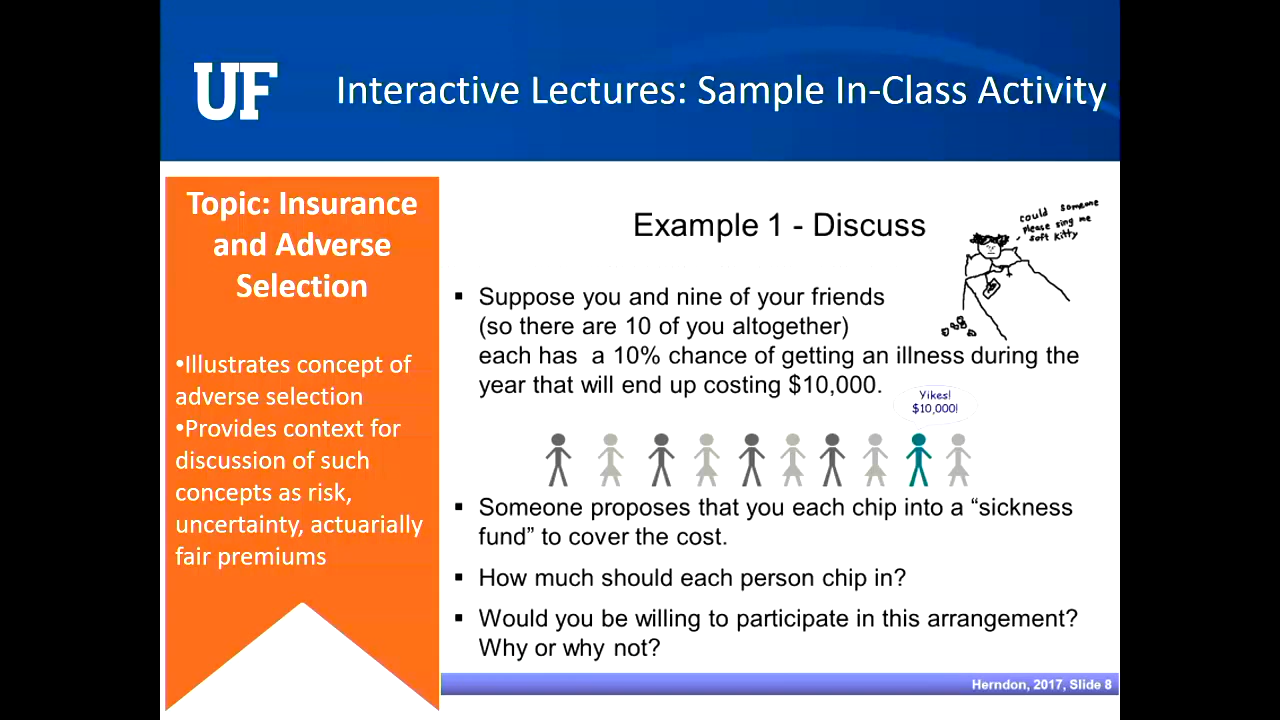 UF
Interactive Lectures: Sample In-Class Activity
Topic: Insurance
and Adverse
Selection
•Illustrates concept of
adverse selection
•Provides context for
discussion of such
concepts as risk,
uncertainty, actuarially
fair premiums
Example 1 - Discuss
could someone
please sing me
soft kitty
▪ Suppose you and nine of your friends
(so there are 10 of you altogether)
each has a 10% chance of getting an illness during the
year that will end up costing $10,000.
Yikes!
$10,000!
▪ Someone proposes that you each chip into a “sickness
fund” to cover the cost.
▪ How much should each person chip in?
▪ Would you be willing to participate in this arrangement?
Why or why not?
Herndon, 2017, Slide 8